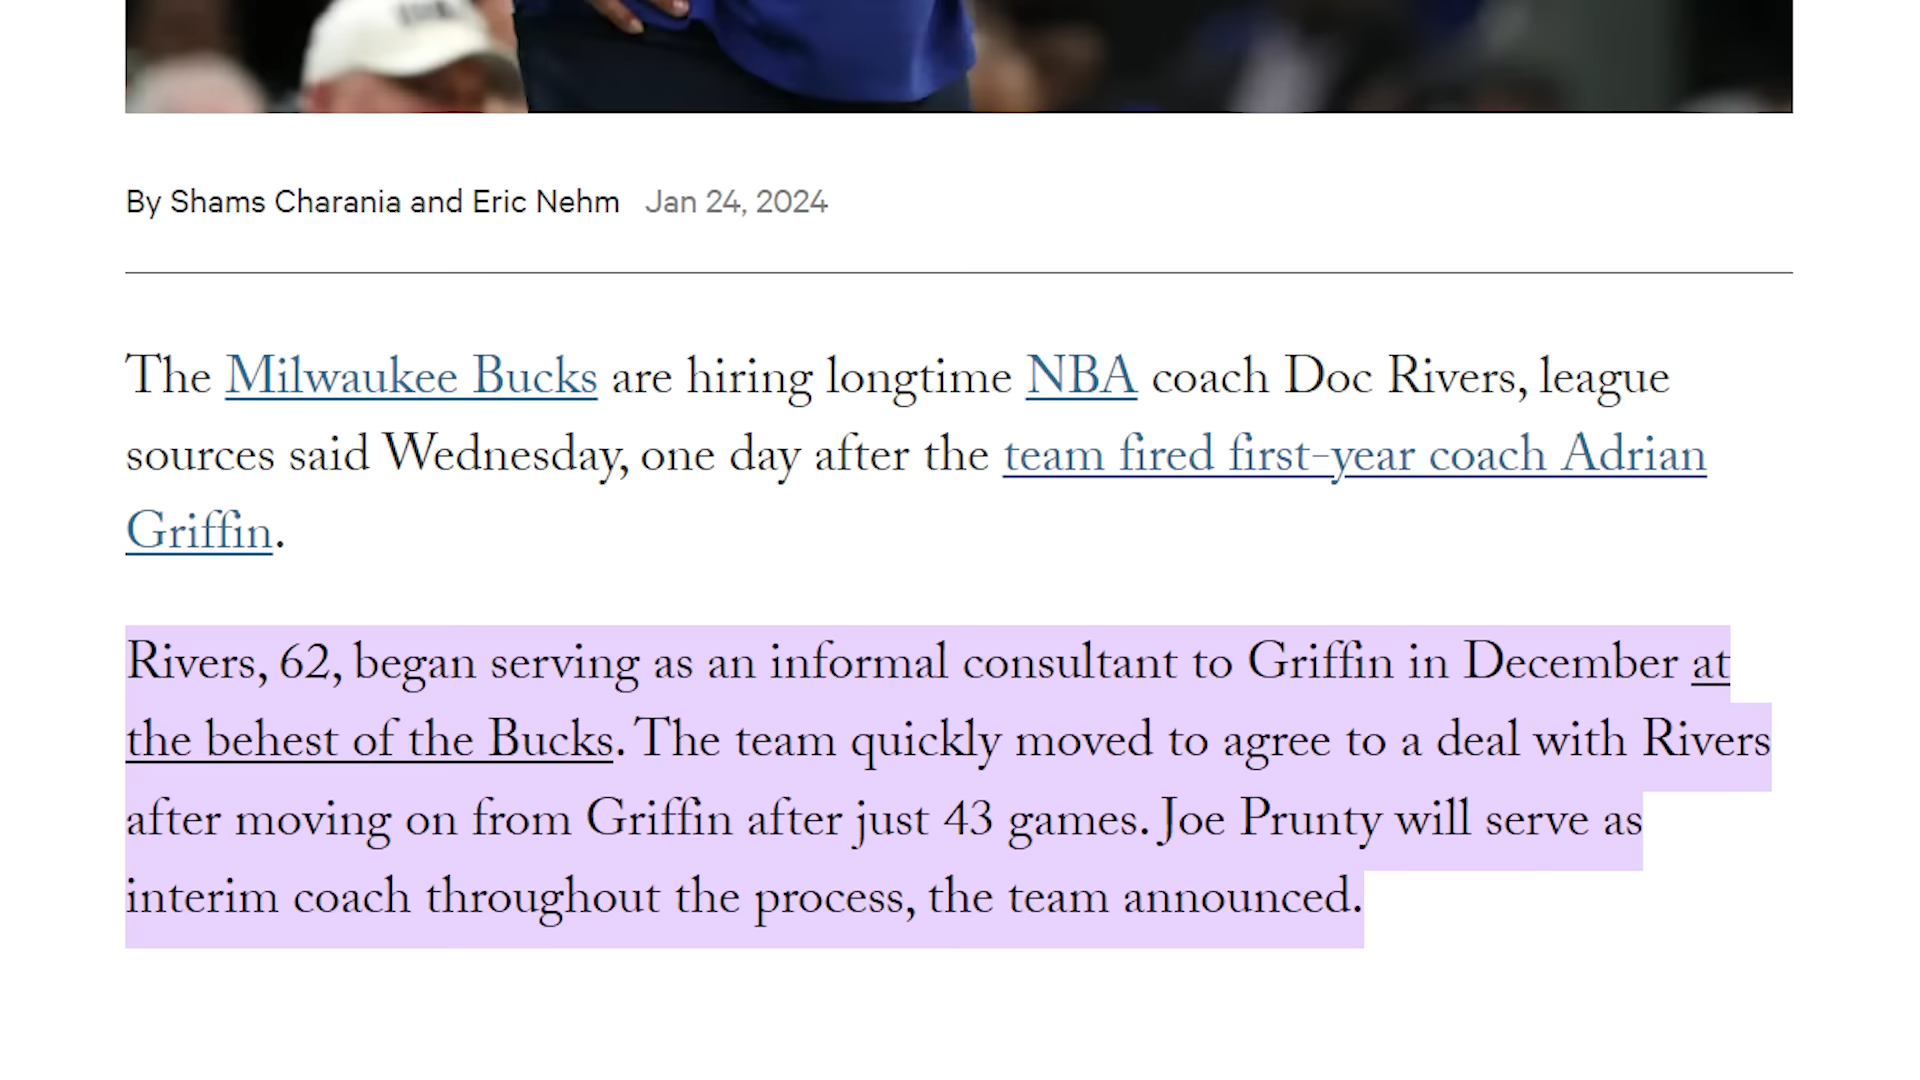 By Shams Charania and Eric Nehm Jan 24, 2024
The Milwaukee Bucks are hiring longtime NBA coach Doc Rivers, league
sources said Wednesday, one day after the team fired first-year coach Adrian
Griffin.
Rivers, 62, began serving as an informal consultant to Griffin in December at
the behest of the Bucks. The team quickly moved to agree to a deal with Rivers
after moving on from Griffin after just 43 games. Joe Prunty will serve as
interim coach throughout the process, the team announced.